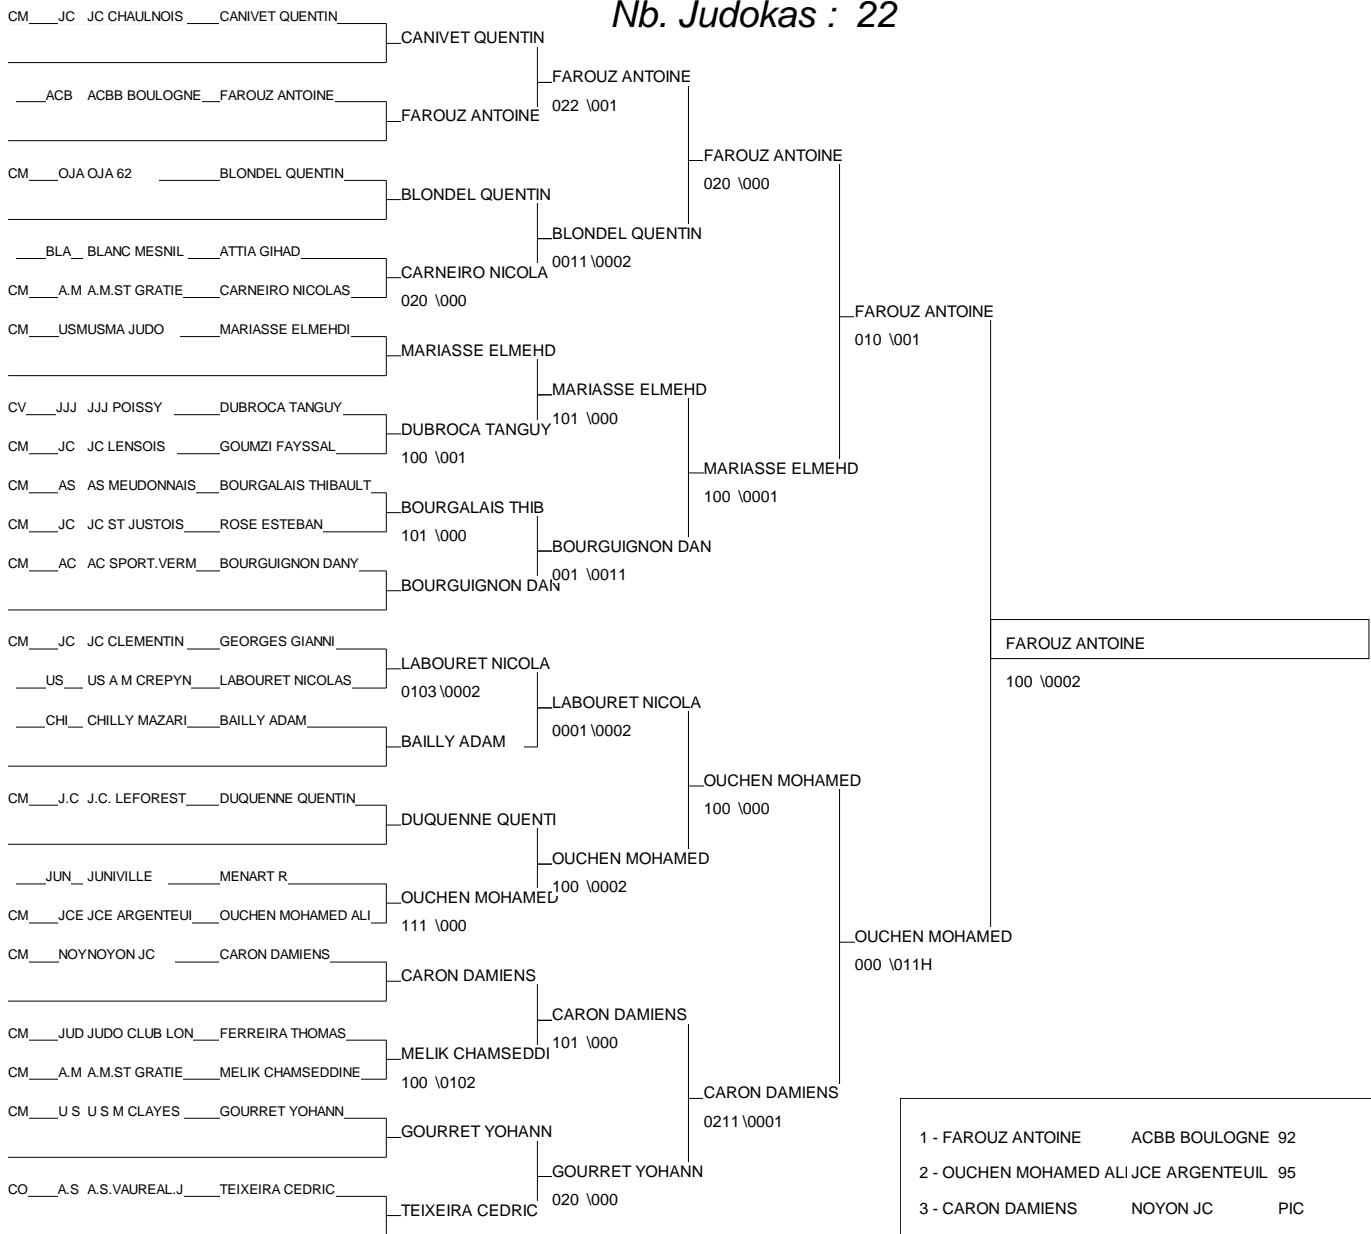 Nb. Judokas : 22
CM JC JC CHAULNOIS CANIVET QUENTIN
CANIVET QUENTIN
FAROUZ ANTOINE
022 \001
ACB ACBB BOULOGNE FAROUZ ANTOINE
FAROUZ ANTOINE
FAROUZ ANTOINE
020 \000
CM OJA OJA 62 BLONDEL QUENTIN
BLONDEL QUENTIN
BLONDEL QUENTIN
0011 \0002
BLA BLANC MESNIL ATTIA GIHAD
CARNEIRO NICOLA
020 \000
CM A.M A.M.ST GRATIE CARNEIRO NICOLAS
FAROUZ ANTOINE
010 \001
CM USM USMA JUDO MARIASSE ELMEHDI
MARIASSE ELMEHD
MARIASSE ELMEHD
101 \000
CV JJJ JJJ POISSY DUBROCA TANGUY
DUBROCA TANGUY
100 \001
CM JC JC LENSOIS GOUMZI FAYSSAL
MARIASSE ELMEHD
100 \0001
CM AS AS MEUDONNAIS BOURGALAIS THIBAULT
BOURGALAIS THIB
101 \000
CM JC JC ST JUSTOIS ROSE ESTEBAN
BOURGUIGNON DAN
001 \0011
CM AC AC SPORT.VERM BOURGUIGNON DANY
BOURGUIGNON DAN
FAROUZ ANTOINE
100 \0002
CM JC JC CLEMENTIN GEORGES GIANNI
LABOURET NICOLA
0103 \0002
US US A M CREPYN LABOURET NICOLAS
LABOURET NICOLA
0001 \0002
CHI CHILLY MAZARI BAILLY ADAM
BAILLY ADAM
OUCHEN MOHAMED
100 \000
CM J.C J.C. LEFOREST DUQUENNE QUENTIN
DUQUENNE QUENTI
OUCHEN MOHAMED
100 \0002
JUN JUNIVILLE MENART R
OUCHEN MOHAMED
111 \000
CM JCE JCE ARGENTEUI OUCHEN MOHAMED ALI
OUCHEN MOHAMED
000 \011H
CM NOY NOYON JC CARON DAMIENS
CARON DAMIENS
CARON DAMIENS
101 \000
CM JUD JUDO CLUB LON FERREIRA THOMAS
MELIK CHAMSEDDI
100 \0102
CM A.M A.M.ST GRATIE MELIK CHAMSEDDINE
CARON DAMIENS
0211 \0001
CM U S U S M CLAYES GOURRET YOHANN
GOURRET YOHANN
GOURRET YOHANN
020 \000
CO A.S A.S.VAUREAL.J TEIXEIRA CEDRIC
TEIXEIRA CEDRIC
1 - FAROUZ ANTOINE ACBB BOULOGNE 92
2 - OUCHEN MOHAMED ALI JCE ARGENTEUIL 95
3 - CARON DAMIENS NOYON JC PIC